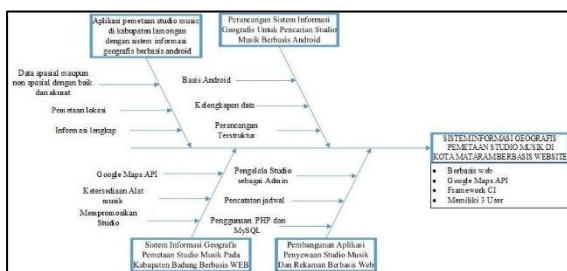 Aplikasi pemetaan studio music
di kabupaten lamongan
dengan sistem informasi
geografis berbasis android
Perancangan Sistem Informasi
Geografis Untuk Pencarian Studio
Musik Berbasis Android
Data spasial maupun
non spasial dengan baik
dan akurat
Pemetaan lokasi
Informasi lengkap
Basis Android
Kelengkapan data
Perancangan
Terstruktur
SISTEM INFORMASI GEOGRAFIS
PEMETAAN STUDIO MUSIK DI
KOTA MATARAM BERBASIS WEBSITE
• Berbasis web
• Google Maps API
• Framework CI
• Memiliki 3 User
Google Maps API
Ketersediaan Alat
musik
Mempromosikan
Studio
Pengelola Studio
sebagai Admin
Pencatatan jadwal
Penggunaan PHP dan
MySQL
Sistem Informasi Geografis
Pemetaan Studio Musik Pada
Kabupaten Badung Berbasis WEB
Pembangunan Aplikasi
Penyewaan Studio Musik
Dan Rekaman Berbasis Web